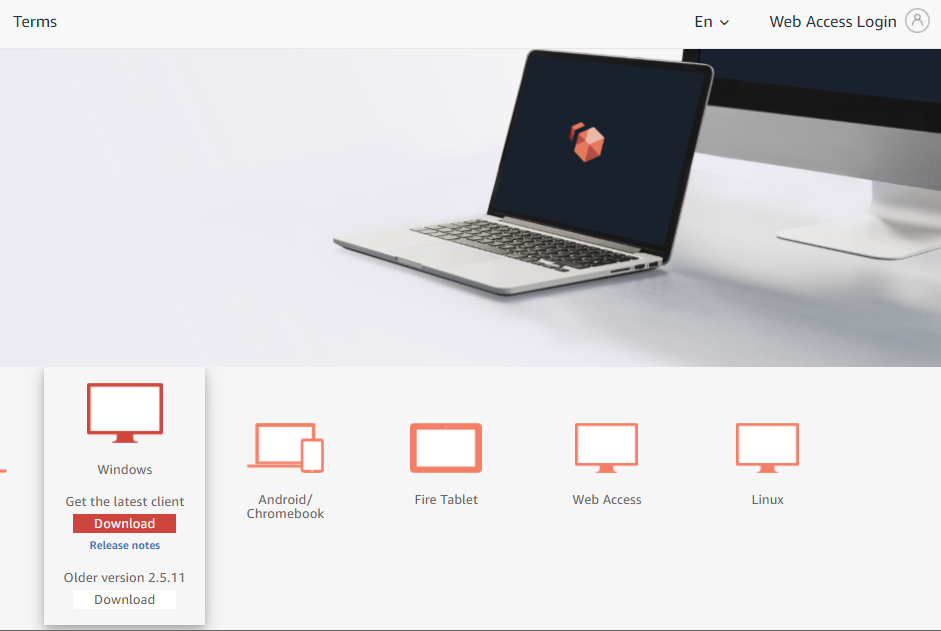 Terms
En
Web Access Login
Windows
Get the latest client
Download
Release notes
Older version 2.5.11
Download
Android/
Chromebook
Fire Tablet
Web Access
Linux